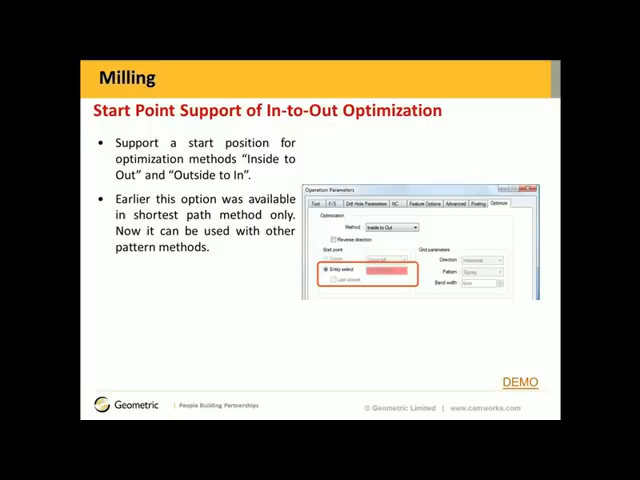 Milling
Start Point Support of In-to-Out Optimization
• Support a start position for
optimization methods "Inside to
Out" and "Outside to In".
• Earlier this option was available
in shortest path method only.
Now it can be used with other
pattern methods.
Operation Parameters
Tool F/S Drill Hole Parameters NC Feature Options Advanced Posting Optimize
Optimization
Method: Inside to Out
Reverse direction
Start point
Grid parameters
Direction: Horizontal
Entity select
Pattern: Zigzag
Use closest
Band width:
DEMO
Geometric | People Building Partnerships
© Geometric Limited | www.camworks.com